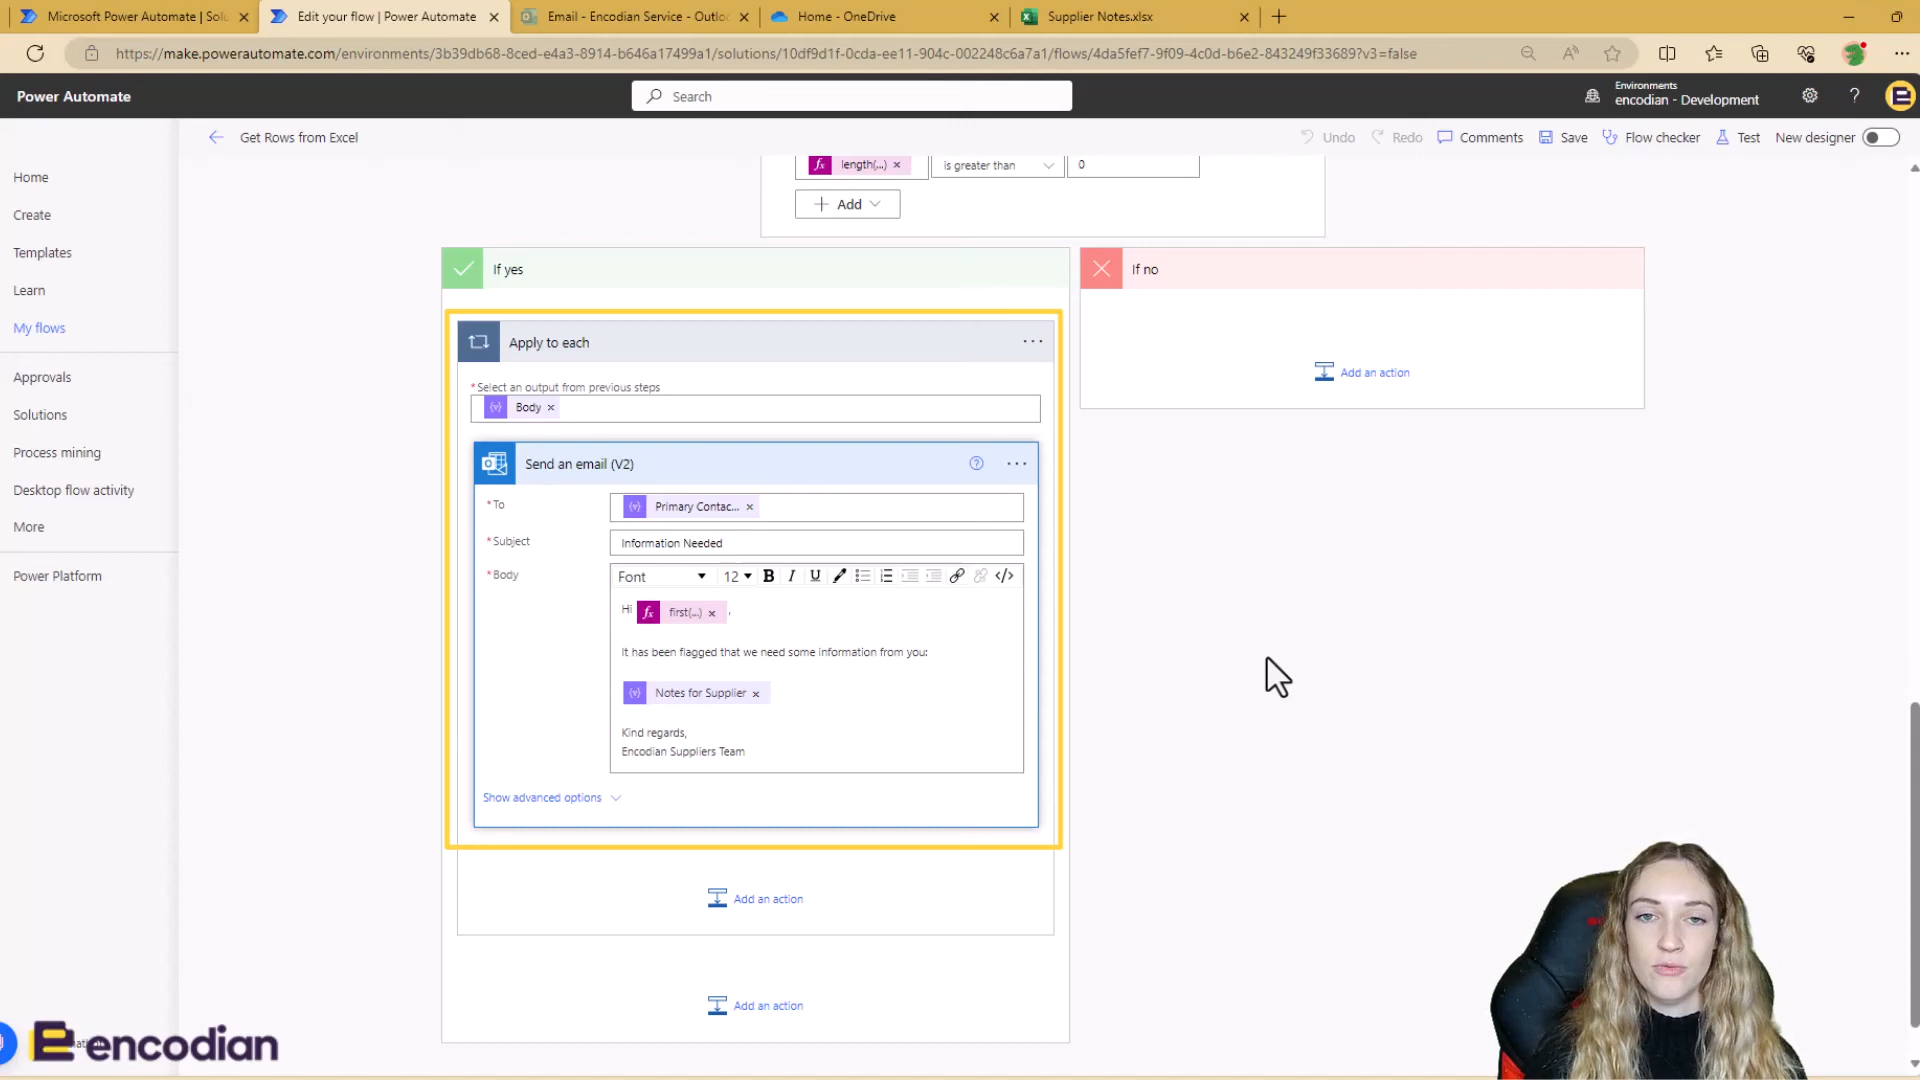 Microsoft Power Automate | Solu
Edit your flow | Power Automate
Email - Encodian Service - Outloo
Home - OneDrive
Supplier Notes.xlsx
https://make.powerautomate.com/environments/3b39db68-8ced-e4a3-8914-b646a17499a1/solutions/10df9d1f-0cda-ee11-904c-002248c6a7a1/flows/4da5fef7-9f09-4c0d-b6e2-843249f33689?v3=false
Power Automate
Search
Environments
encodian - Development
Get Rows from Excel
Undo
Redo
Comments
Save
Flow checker
Test
New designer
Home
Create
Templates
Learn
My flows
Approvals
Solutions
Process mining
Desktop flow activity
More
Power Platform
fx length(...)
is greater than
0
Add
If yes
If no
Add an action
Apply to each
* Select an output from previous steps
Body
Send an email (V2)
* To
Primary Contac...
* Subject
Information Needed
* Body
Font
12
B I U
</>
Hi fx first(...) ,
It has been flagged that we need some information from you:
Notes for Supplier
Kind regards,
Encodian Suppliers Team
Show advanced options
Add an action
Add an action
encodian